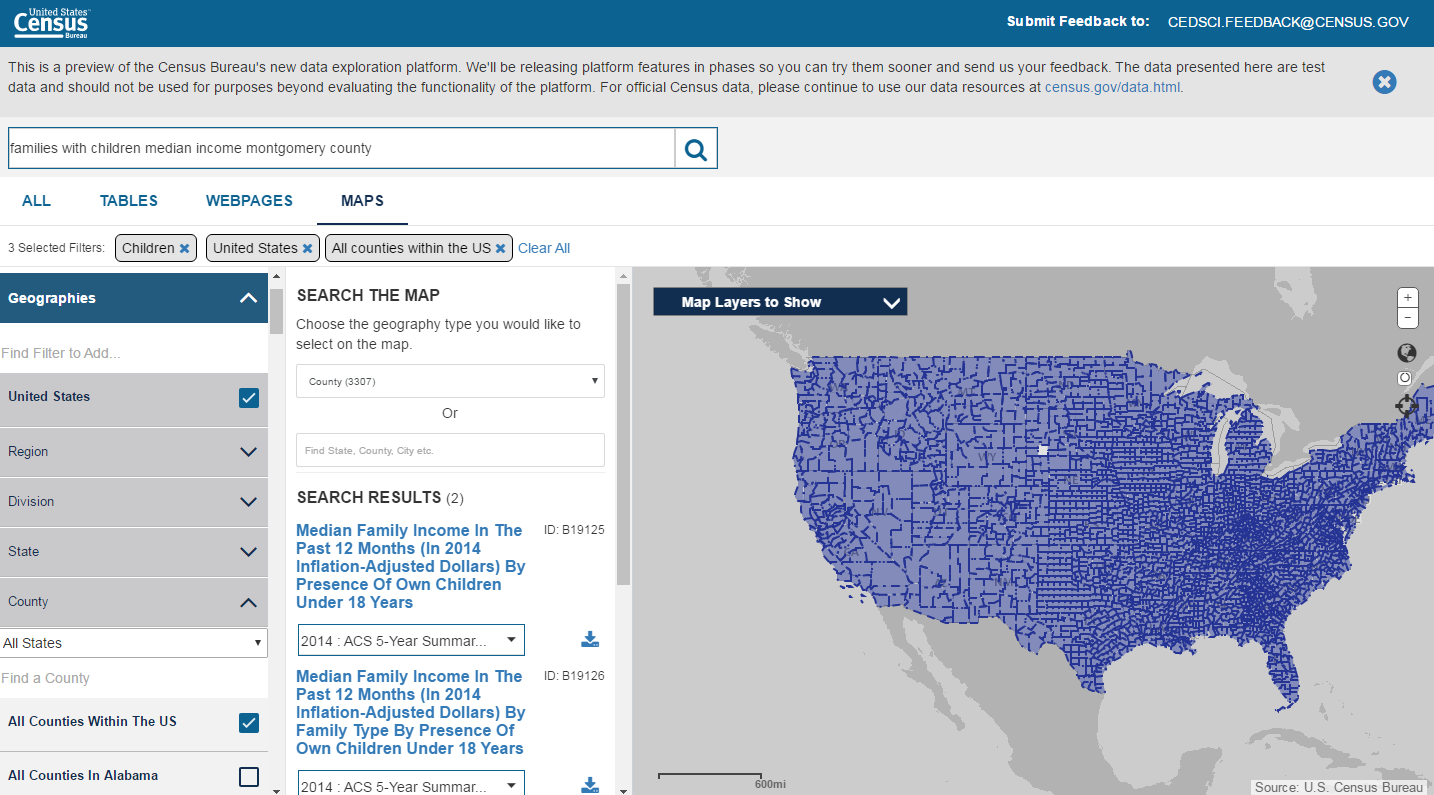 United States™
Census
Bureau
Submit Feedback to: CEDSCI.FEEDBACK@CENSUS.GOV
This is a preview of the Census Bureau's new data exploration platform. We'll be releasing platform features in phases so you can try them sooner and send us your feedback. The data presented here are test
data and should not be used for purposes beyond evaluating the functionality of the platform. For official Census data, please continue to use our data resources at census.gov/data.html.
families with children median income montgomery county
ALL TABLES WEBPAGES MAPS
3 Selected Filters: Children United States All counties within the US Clear All
Geographies
Find Filter to Add...
United States
Region
Division
State
County
All States
Find a County
All Counties Within The US
All Counties In Alabama
SEARCH THE MAP
Choose the geography type you would like to
select on the map.
County (3307)
Or
Find State, County, City etc.
SEARCH RESULTS (2)
Median Family Income In The ID: B19125
Past 12 Months (In 2014
Inflation-Adjusted Dollars) By
Presence Of Own Children
Under 18 Years
2014 : ACS 5-Year Summar...
Median Family Income In The ID: B19126
Past 12 Months (In 2014
Inflation-Adjusted Dollars) By
Family Type By Presence Of
Own Children Under 18 Years
2014 : ACS 5-Year Summar...
Map Layers to Show
+
−
WY
NM
600mi
Source: U.S. Census Bureau